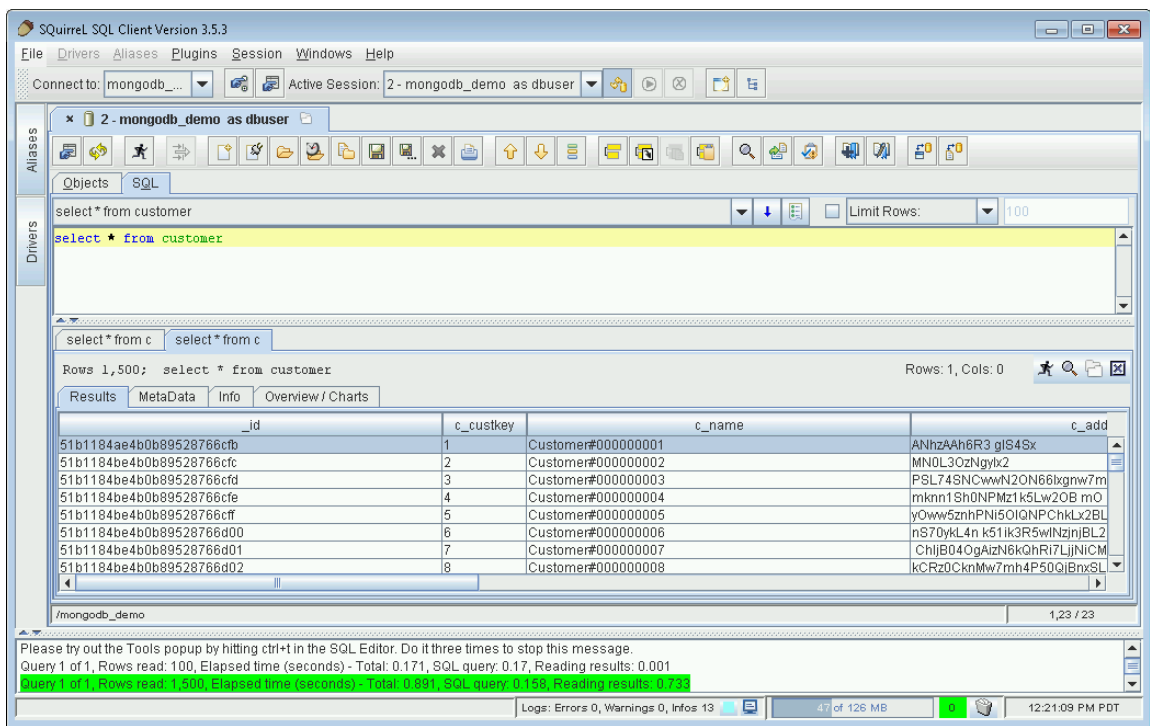 SQuirreL SQL Client Version 3.5.3
File Drivers Aliases Plugins Session Windows Help
Connect to: mongodb_... Active Session: 2 - mongodb_demo as dbuser
2 - mongodb_demo as dbuser
Aliases
Drivers
Objects SQL
select * from customer Limit Rows: 100
select * from customer
select * from c select * from c
Rows 1,500; select * from customer Rows: 1, Cols: 0
Results MetaData Info Overview / Charts
_id c_custkey c_name c_add
51b1184ae4b0b89528766cfb 1 Customer#000000001 ANhzAAh6R3 glS4Sx
51b1184be4b0b89528766cfc 2 Customer#000000002 MN0L3OzNgylx2
51b1184be4b0b89528766cfd 3 Customer#000000003 PSL74SNCwwN2ON66lxgnw7m
51b1184be4b0b89528766cfe 4 Customer#000000004 mknn1Sh0NPMz1k5Lw2OB mO
51b1184be4b0b89528766cff 5 Customer#000000005 yOww5znhPNi5OIQNPChkLx2BL
51b1184be4b0b89528766d00 6 Customer#000000006 nS70ykL4n k51ik3R5wINzjnjBL2
51b1184be4b0b89528766d01 7 Customer#000000007 ChIjB04OgAizN6kQhRi7LjjNiCM
51b1184be4b0b89528766d02 8 Customer#000000008 kCRz0CknMw7mh4P50QjBnxSL
/mongodb_demo 1,23 / 23
Please try out the Tools popup by hitting ctrl+t in the SQL Editor. Do it three times to stop this message.
Query 1 of 1, Rows read: 100, Elapsed time (seconds) - Total: 0.171, SQL query: 0.17, Reading results: 0.001
Query 1 of 1, Rows read: 1,500, Elapsed time (seconds) - Total: 0.891, SQL query: 0.158, Reading results: 0.733
Logs: Errors 0, Warnings 0, Infos 13 47 of 126 MB 0 12:21:09 PM PDT